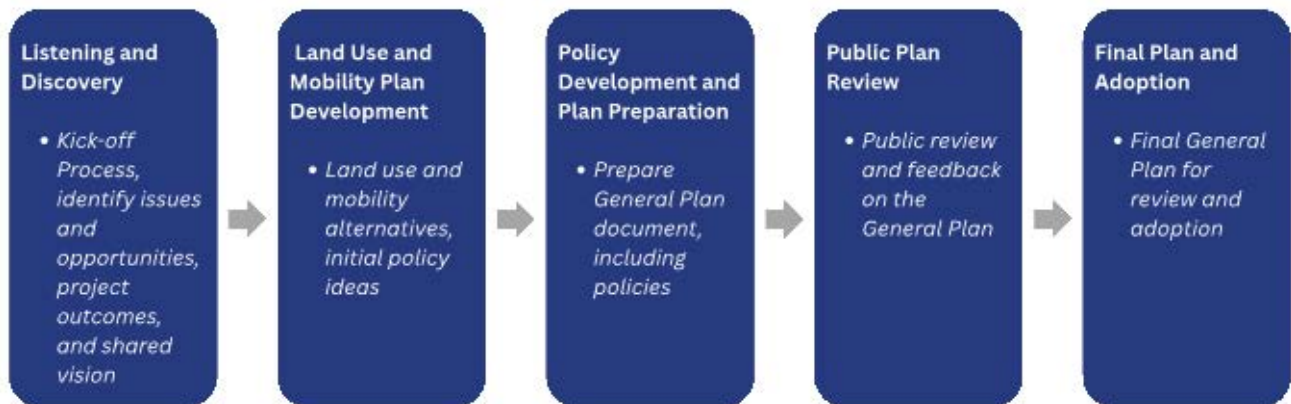 Listening and
Discovery
• Kick-off
Process,
identify issues
and
opportunities,
project
outcomes,
and shared
vision
Land Use and
Mobility Plan
Development
• Land use and
mobility
alternatives,
initial policy
ideas
Policy
Development and
Plan Preparation
• Prepare
General Plan
document,
including
policies
Public Plan
Review
• Public review
and feedback
on the
General Plan
Final Plan and
Adoption
• Final General
Plan for
review and
adoption